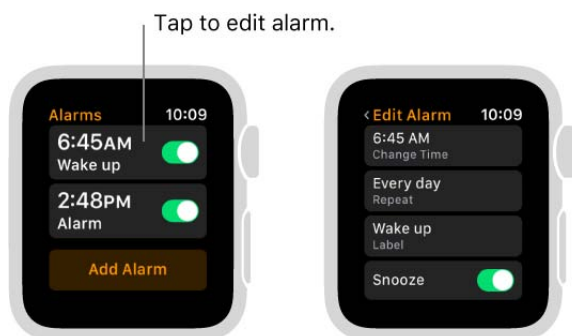 Tap to edit alarm.
Alarms 10:09
6:45AM
Wake up
2:48PM
Alarm
Add Alarm
<Edit Alarm 10:09
6:45 AM
Change Time
Every day
Repeat
Wake up
Label
Snooze